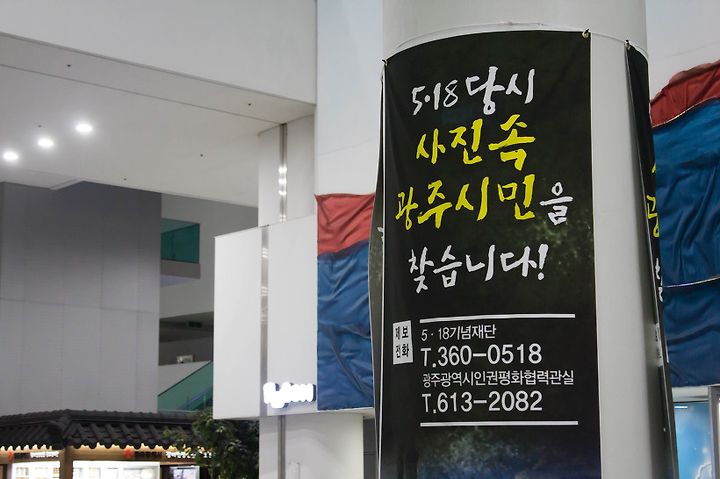 5·18 당시
사진속
광주시민을
찾습니다!
제보
전화
5·18기념재단
T.360-0518
광주광역시인권평화협력관실
T.613-2082